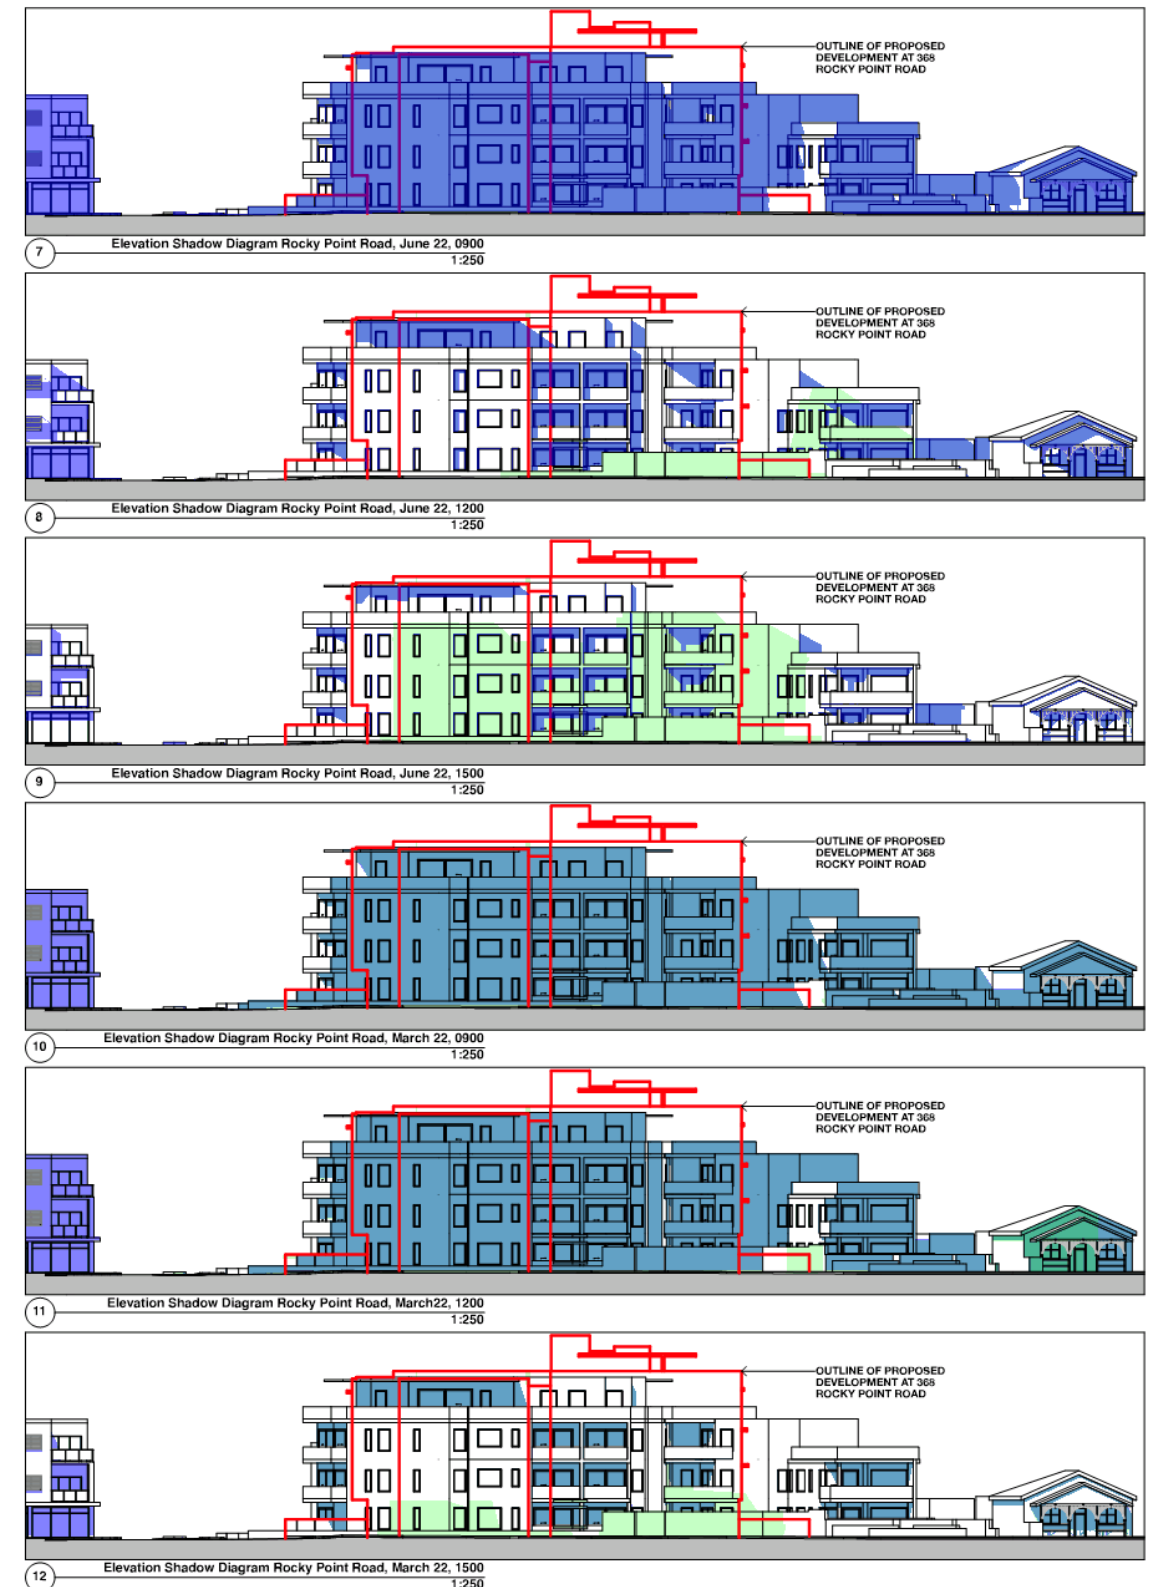 OUTLINE OF PROPOSED
DEVELOPMENT AT 368
ROCKY POINT ROAD
7
Elevation Shadow Diagram Rocky Point Road, June 22, 0900
1:250
OUTLINE OF PROPOSED
DEVELOPMENT AT 368
ROCKY POINT ROAD
8
Elevation Shadow Diagram Rocky Point Road, June 22, 1200
1:250
OUTLINE OF PROPOSED
DEVELOPMENT AT 368
ROCKY POINT ROAD
9
Elevation Shadow Diagram Rocky Point Road, June 22, 1500
1:250
OUTLINE OF PROPOSED
DEVELOPMENT AT 368
ROCKY POINT ROAD
10
Elevation Shadow Diagram Rocky Point Road, March 22, 0900
1:250
OUTLINE OF PROPOSED
DEVELOPMENT AT 368
ROCKY POINT ROAD
11
Elevation Shadow Diagram Rocky Point Road, March22, 1200
1:250
OUTLINE OF PROPOSED
DEVELOPMENT AT 368
ROCKY POINT ROAD
12
Elevation Shadow Diagram Rocky Point Road, March 22, 1500
1:250